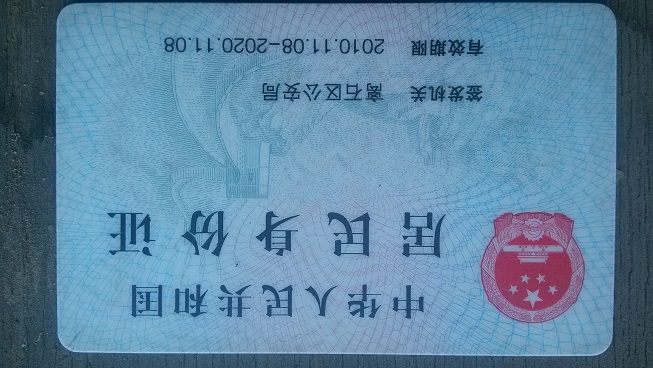 中华人民共和国
居民身份证
签发机关 离石区公安局
有效期限 2010.11.08-2020.11.08